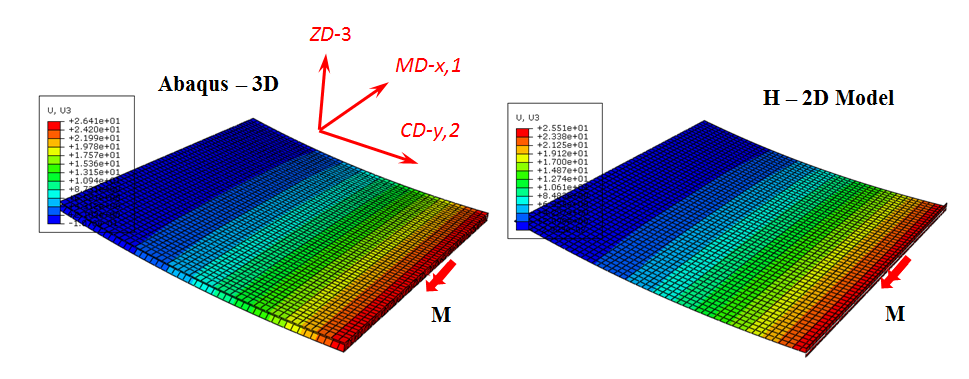 ZD-3
MD-x,1
Abaqus – 3D
CD-y,2
H – 2D Model
U, U3
+2.641e+01
+2.420e+01
+2.199e+01
+1.978e+01
+1.757e+01
+1.536e+01
+1.315e+01
+1.094e+01
M
U, U3
+2.551e+01
+2.338e+01
+2.125e+01
+1.912e+01
+1.700e+01
+1.487e+01
+1.274e+01
+1.061e+01
M